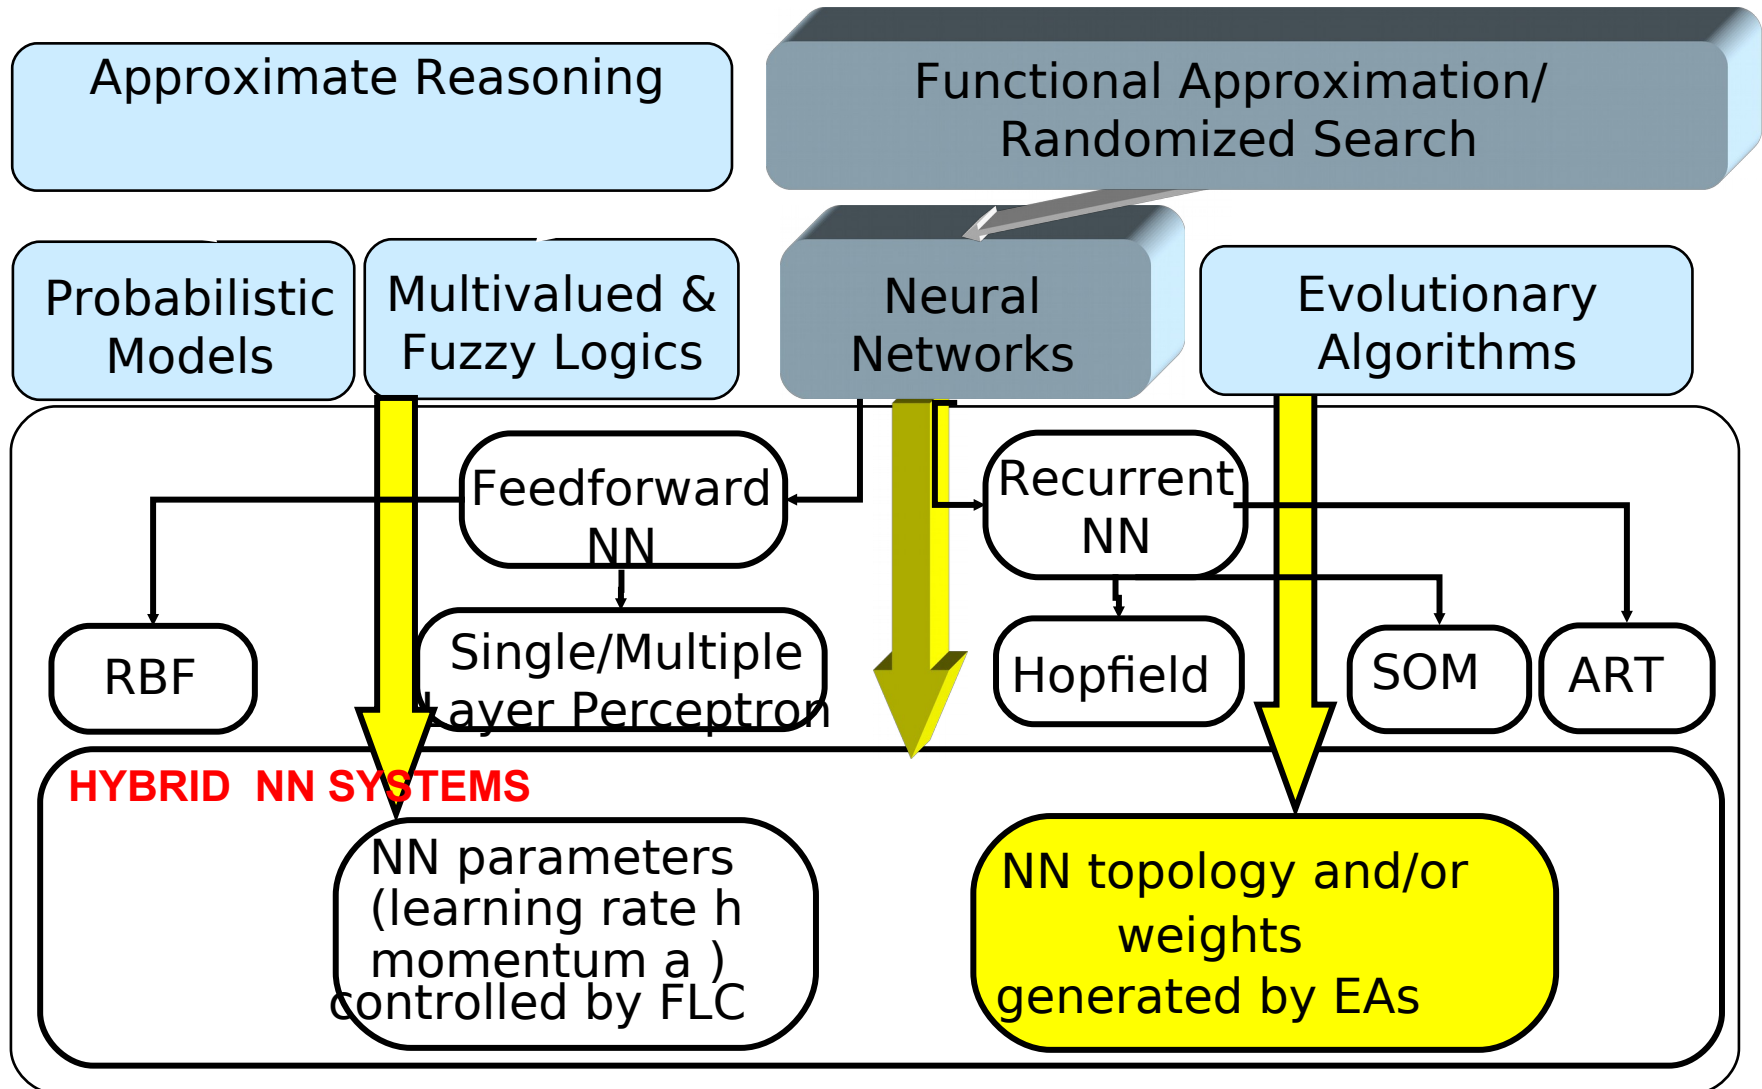 Approximate Reasoning
Functional Approximation/
Randomized Search
Probabilistic
Models
Multivalued &
Fuzzy Logics
Neural
Networks
Evolutionary
Algorithms
Feedforward
NN
Recurrent
NN
RBF
Single/Multiple
Layer Perceptron
Hopfield
SOM
ART
HYBRID NN SYSTEMS
NN parameters
(learning rate h
momentum a )
controlled by FLC
NN topology and/or
weights
generated by EAs